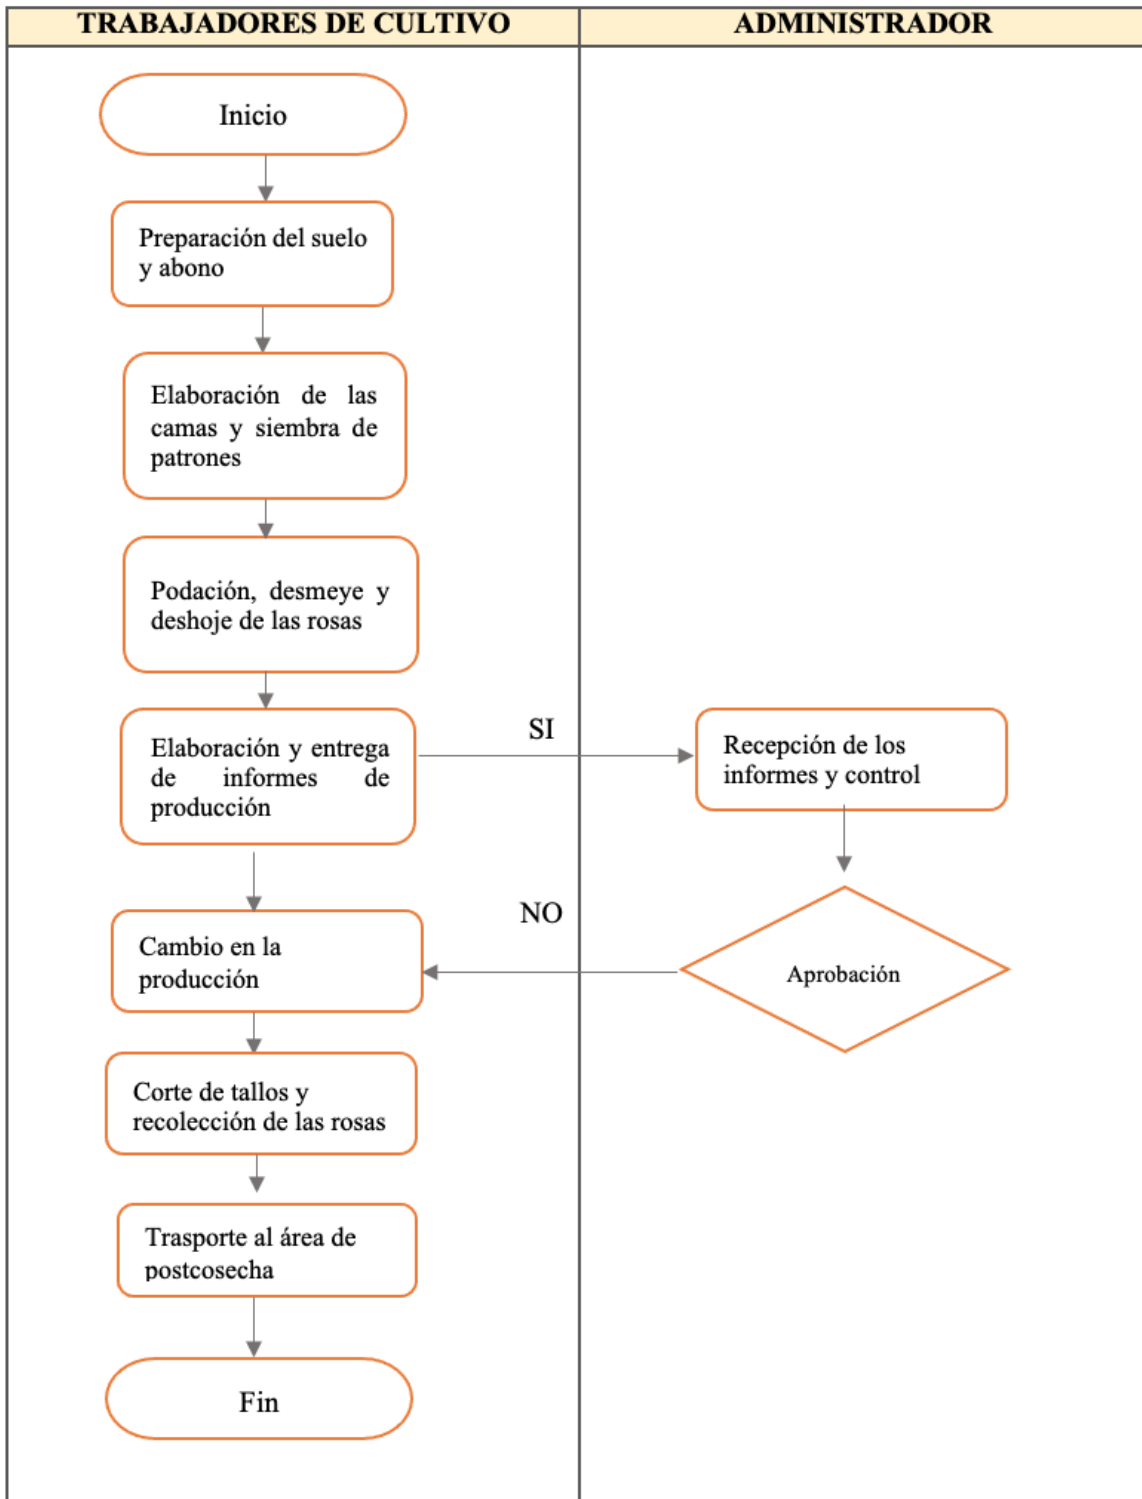 TRABAJADORES DE CULTIVO
ADMINISTRADOR
Inicio
Preparación del suelo
y abono
Elaboración de las
camas y siembra de
patrones
Podación, desmeye y
deshoje de las rosas
Elaboración y entrega
de informes de
producción
SI
Recepción de los
informes y control
Aprobación
NO
Cambio en la
producción
Corte de tallos y
recolección de las rosas
Trasporte al área de
postcosecha
Fin